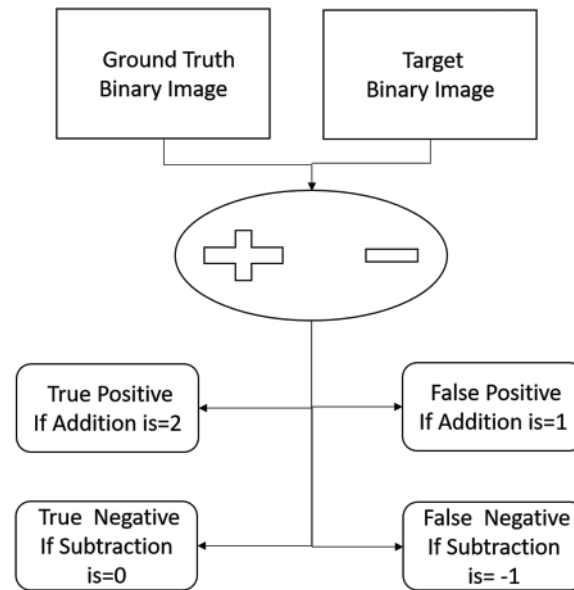 Ground Truth
Binary Image
Target
Binary Image
True Positive
If Addition is=2
False Positive
If Addition is=1
True Negative
If Subtraction
is=0
False Negative
If Subtraction
is= -1